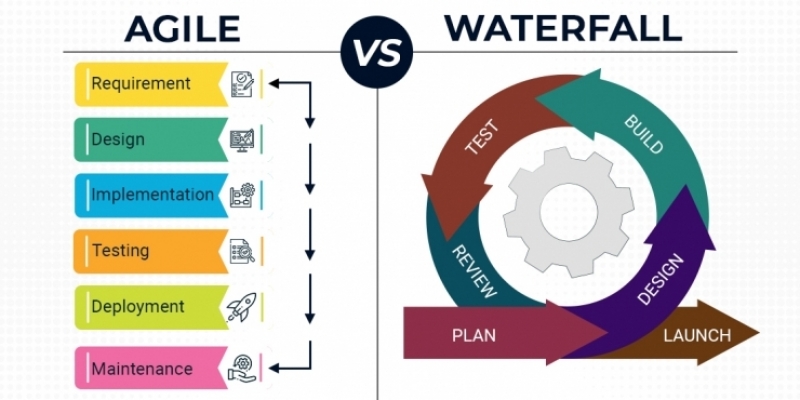 AGILE
VS
WATERFALL
Requirement
Design
Implementation
Testing
Deployment
Maintenance
TEST
BUILD
REVIEW
DESIGN
PLAN
LAUNCH